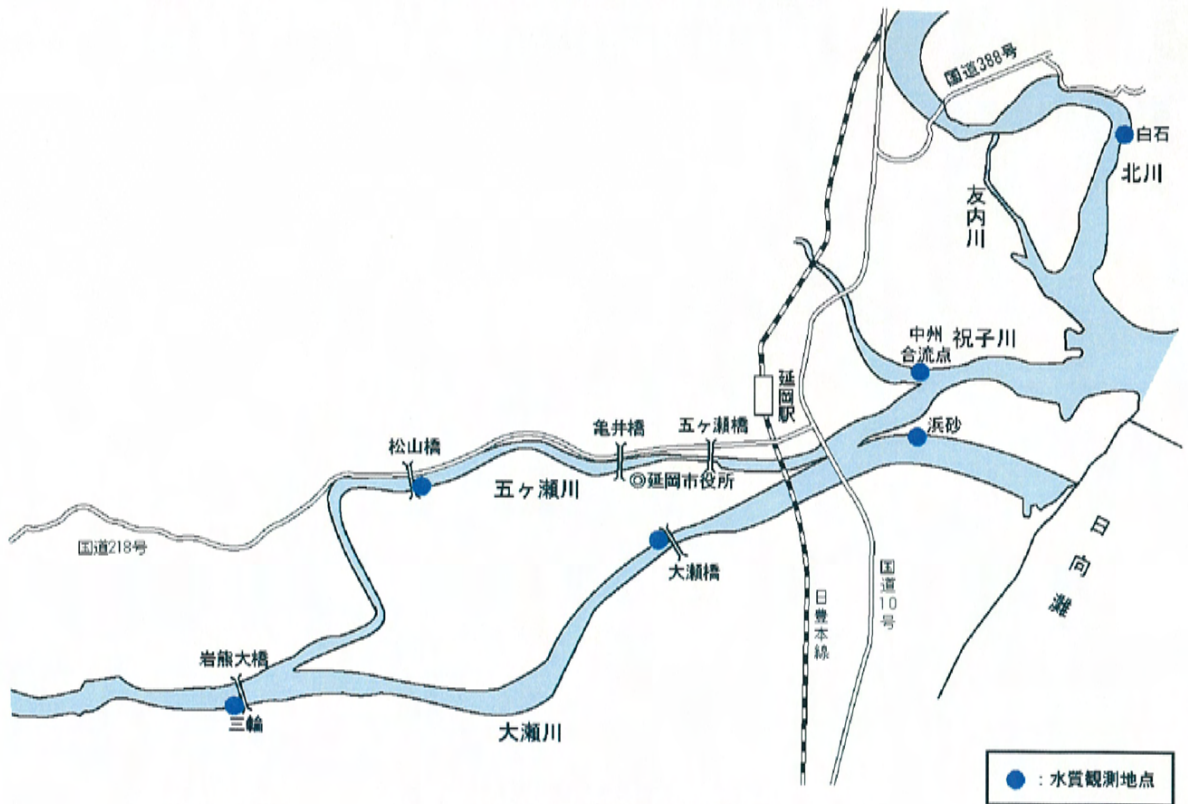 国道388号
白石
北川
友内川
中州
合流点
祝子川
延岡駅
浜砂
亀井橋
五ヶ瀬橋
松山橋
五ヶ瀬川
◎延岡市役所
国道218号
大瀬橋
日向灘
国道10号
日豊本線
岩熊大橋
三輪
大瀬川
：水質観測地点